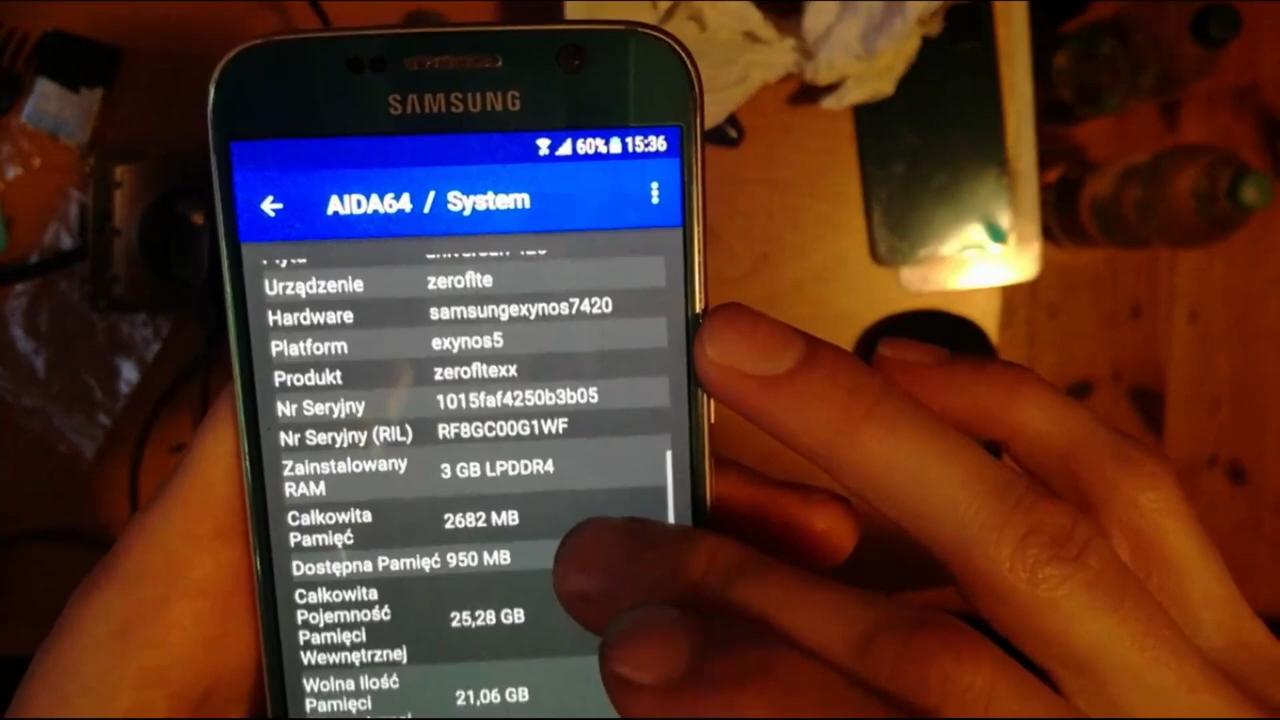 SAMSUNG
60% 15:36
AIDA64 / System
Urządzenie zeroflte
Hardware samsungexynos7420
Platform exynos5
Produkt zerofltexx
Nr Seryjny 1015faf4250b3b05
Nr Seryjny (RIL) RF8GC00G1WF
Zainstalowany
RAM 3 GB LPDDR4
Całkowita
Pamięć 2682 MB
Dostępna Pamięć 950 MB
Całkowita
Pojemność
Pamięci
Wewnętrznej 25,28 GB
Wolna Ilość
Pamięci 21,06 GB